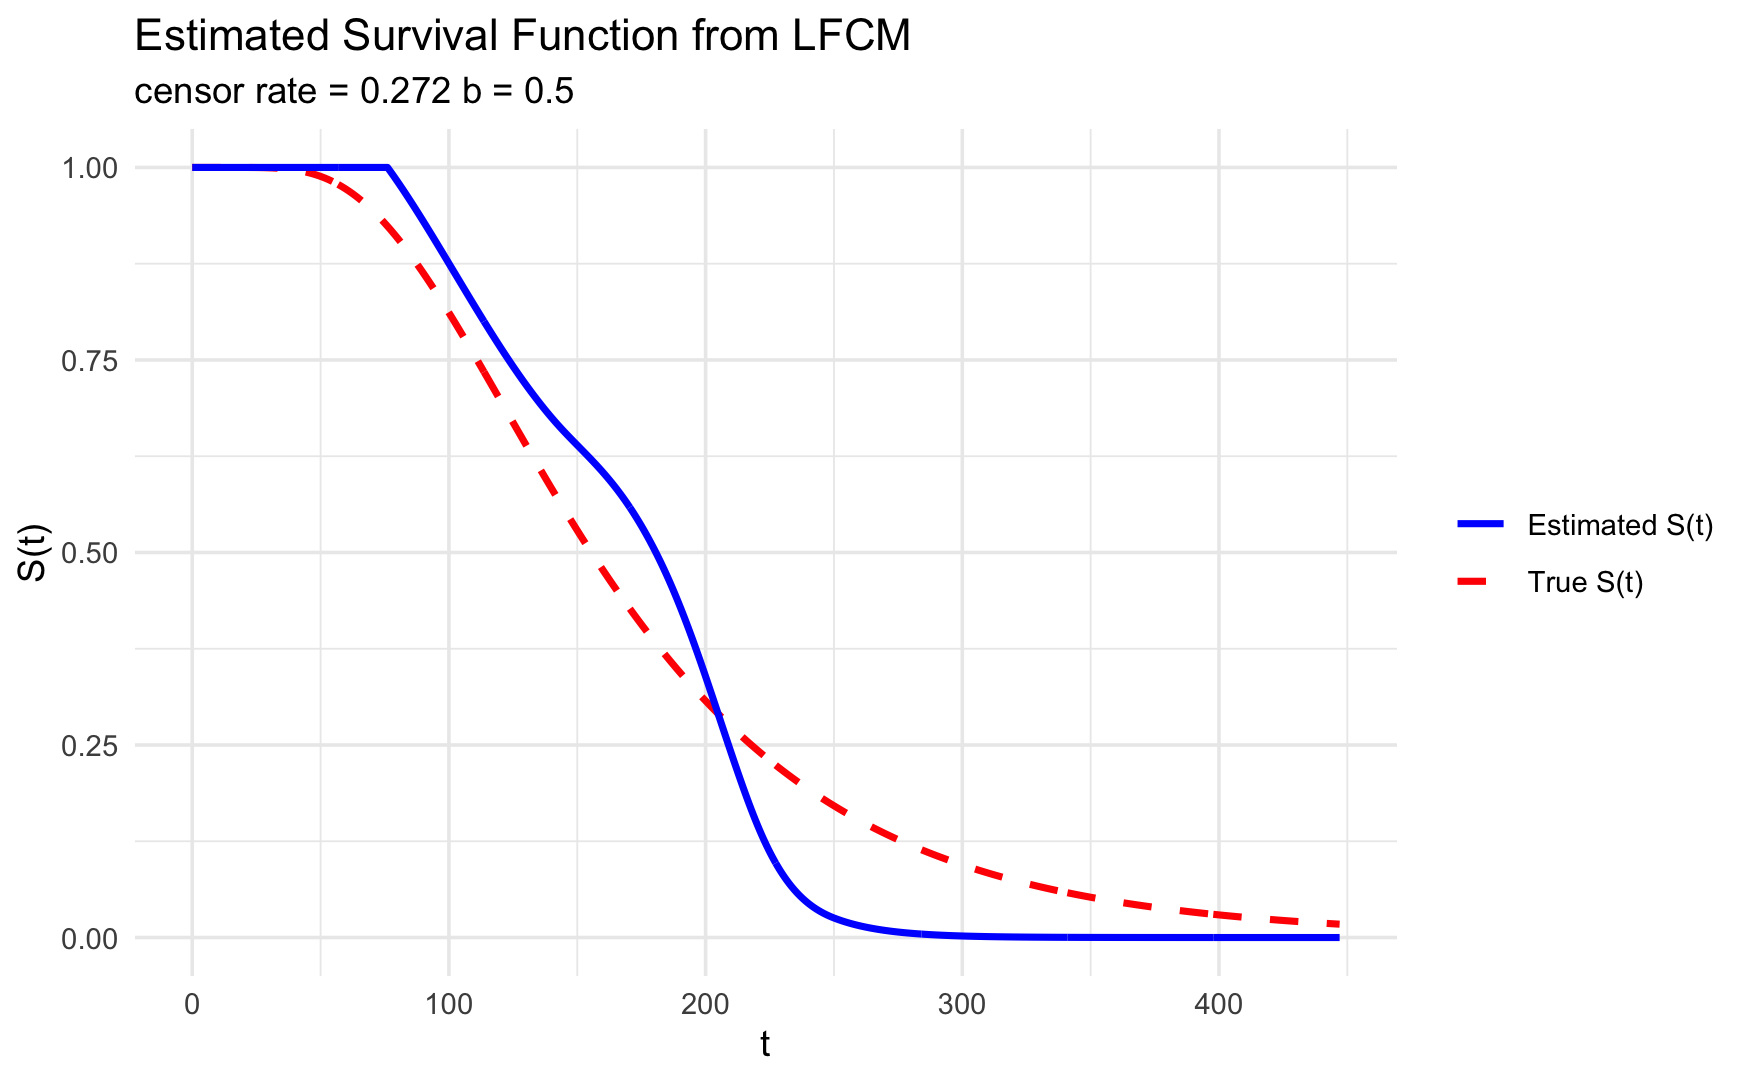 Estimated Survival Function from LFCM
censor rate = 0.272 b = 0.5
S(t)
1.00
0.75
0.50
0.25
0.00
0
100
200
300
400
t
Estimated S(t)
True S(t)